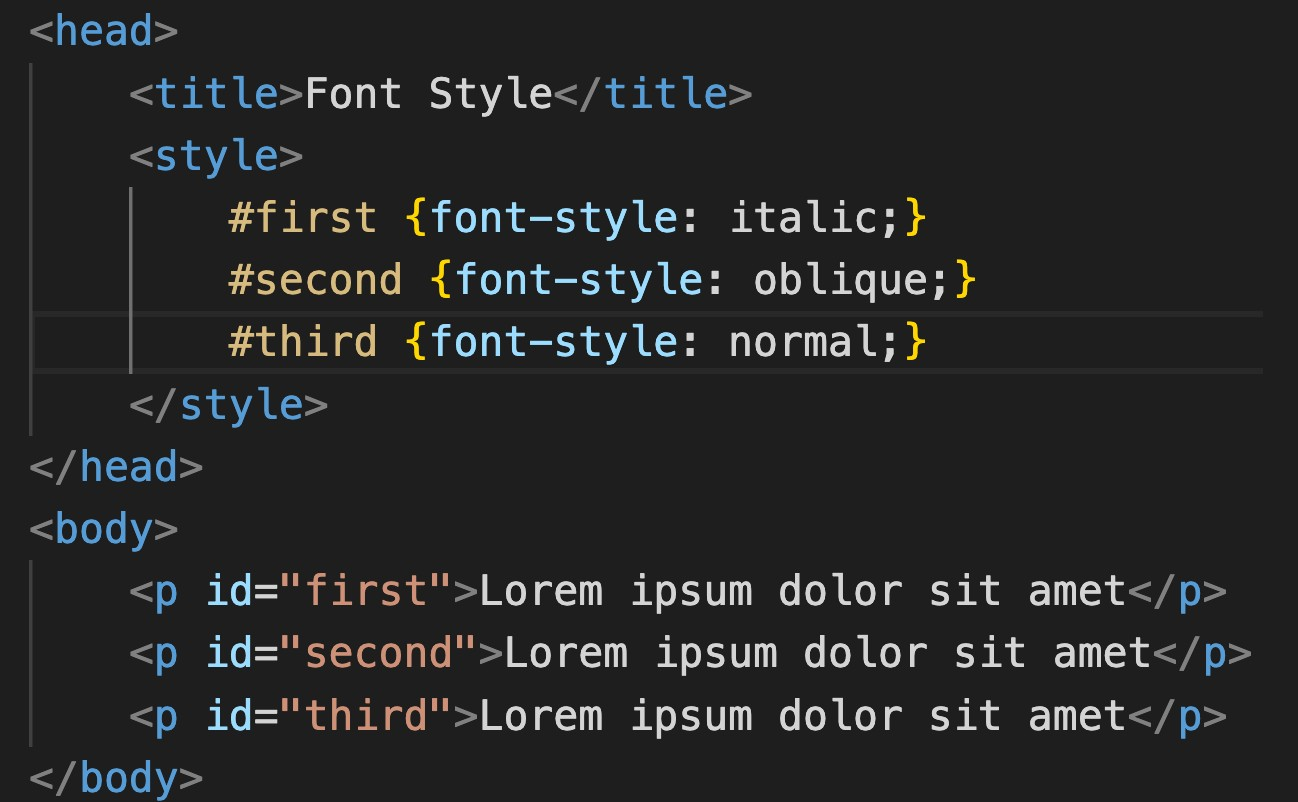 <head>
<title>Font Style</title>
<style>
#first {font-style: italic;}
#second {font-style: oblique;}
#third {font-style: normal;}
</style>
</head>
<body>
<p id="first">Lorem ipsum dolor sit amet</p>
<p id="second">Lorem ipsum dolor sit amet</p>
<p id="third">Lorem ipsum dolor sit amet</p>
</body>